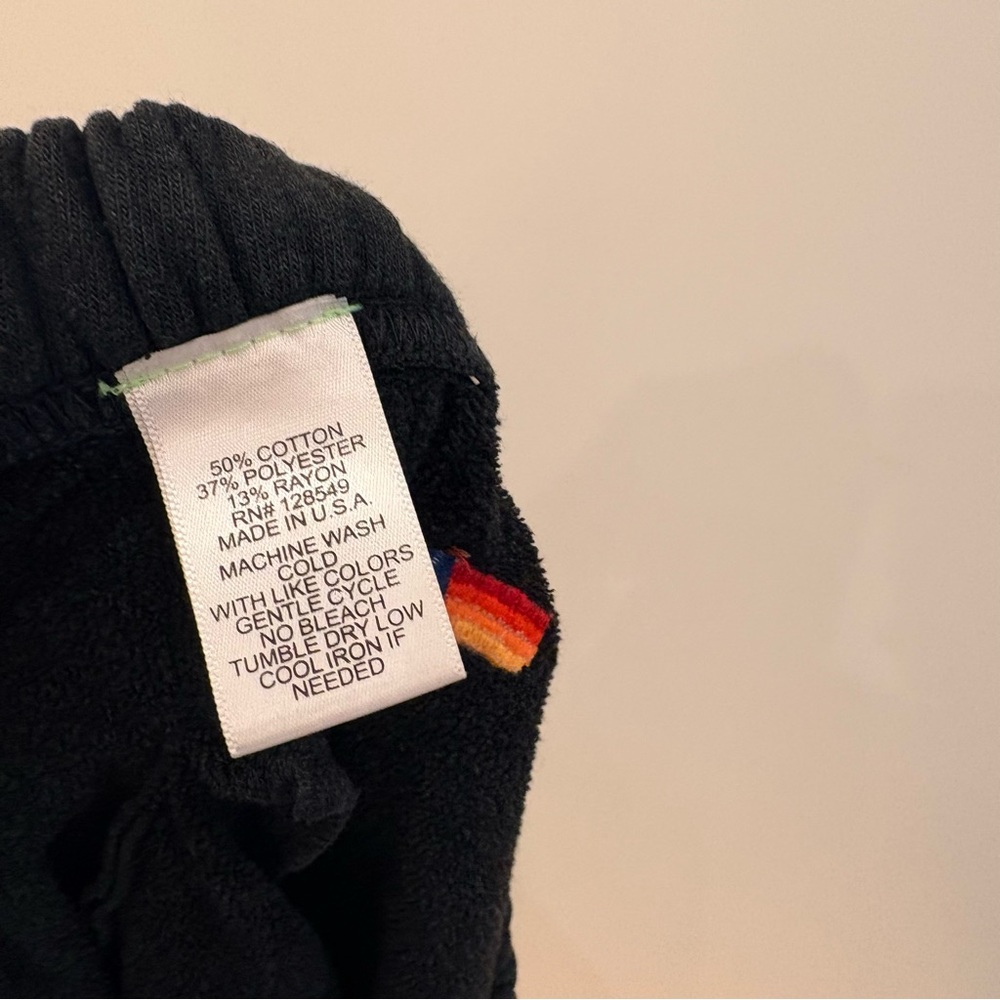 50% COTTON
37% POLYESTER
13% RAYON
RN# 128549
MADE IN U.S.A.
MACHINE WASH
COLD
WITH LIKE COLORS
GENTLE CYCLE
NO BLEACH
TUMBLE DRY LOW
COOL IRON IF
NEEDED